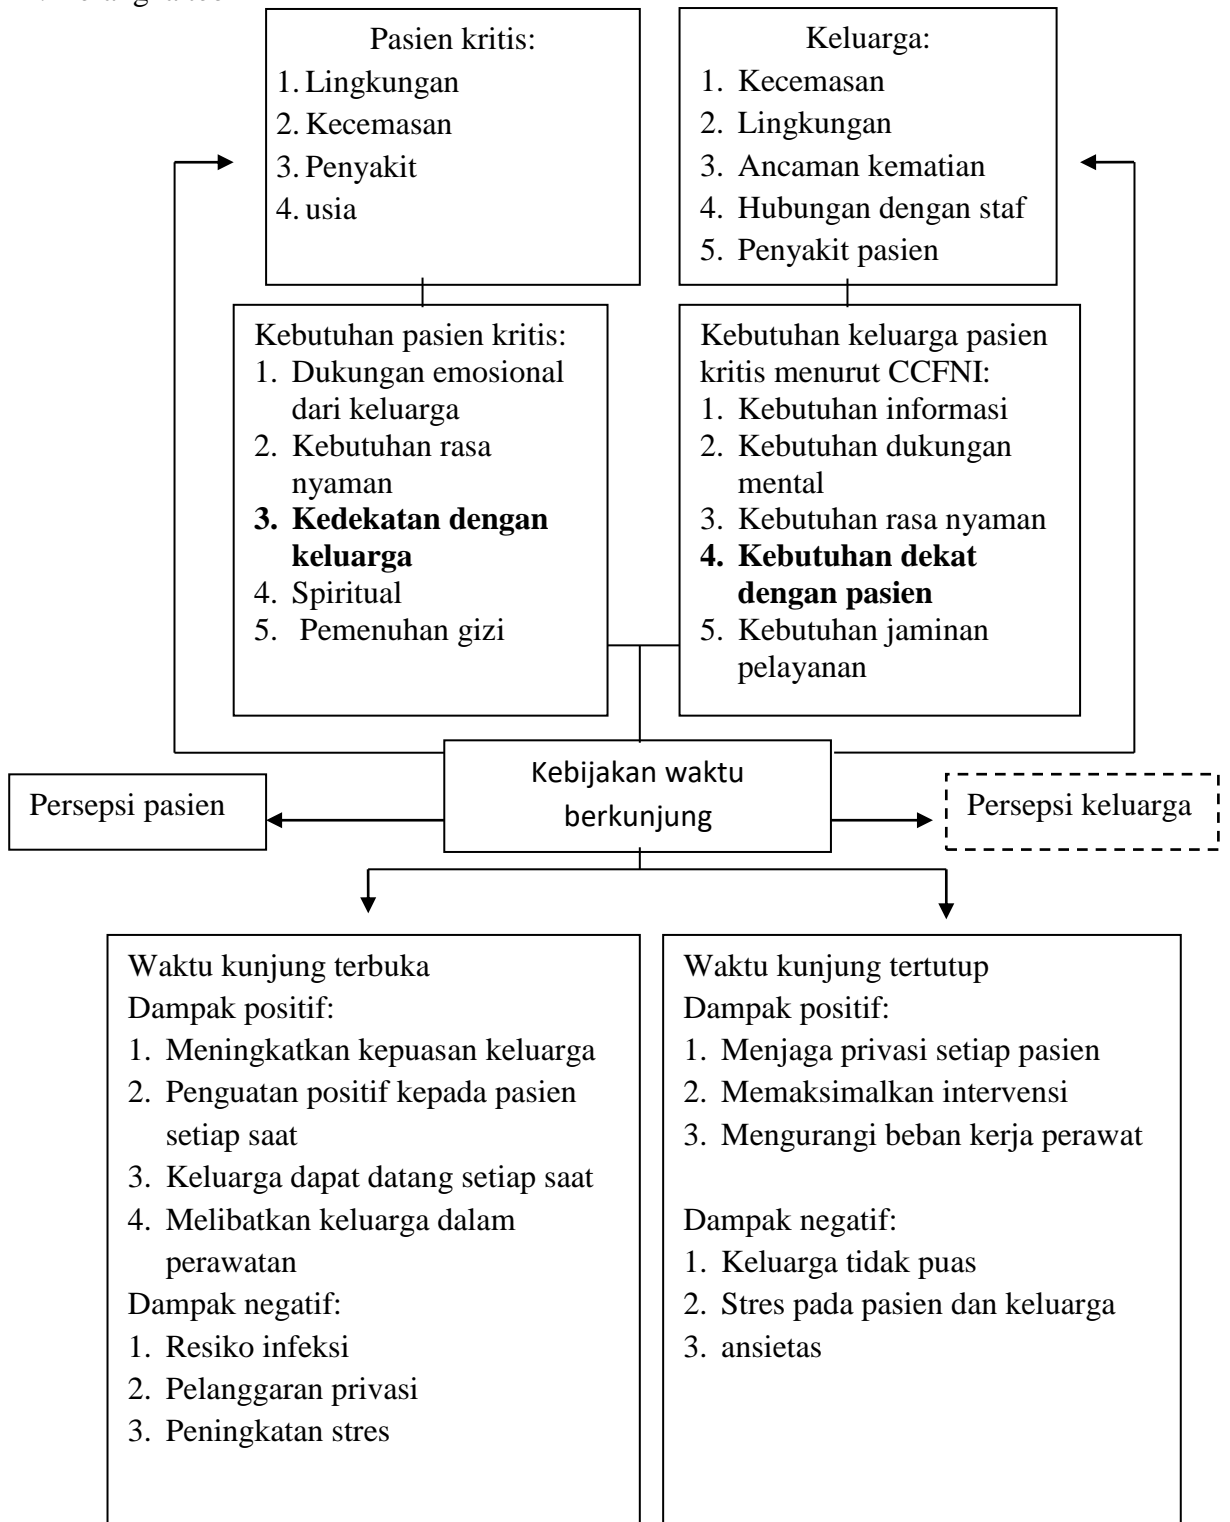 Pasien kritis:
1. Lingkungan
2. Kecemasan
3. Penyakit
4. usia
Keluarga:
1. Kecemasan
2. Lingkungan
3. Ancaman kematian
4. Hubungan dengan staf
5. Penyakit pasien
Kebutuhan pasien kritis:
1. Dukungan emosional
dari keluarga
2. Kebutuhan rasa
nyaman
3. Kedekatan dengan
keluarga
4. Spiritual
5. Pemenuhan gizi
Kebutuhan keluarga pasien
kritis menurut CCFNI:
1. Kebutuhan informasi
2. Kebutuhan dukungan
mental
3. Kebutuhan rasa nyaman
4. Kebutuhan dekat
dengan pasien
5. Kebutuhan jaminan
pelayanan
Persepsi pasien
Kebijakan waktu
berkunjung
Persepsi keluarga
Waktu kunjung terbuka
Dampak positif:
1. Meningkatkan kepuasan keluarga
2. Penguatan positif kepada pasien
setiap saat
3. Keluarga dapat datang setiap saat
4. Melibatkan keluarga dalam
perawatan
Dampak negatif:
1. Resiko infeksi
2. Pelanggaran privasi
3. Peningkatan stres
Waktu kunjung tertutup
Dampak positif:
1. Menjaga privasi setiap pasien
2. Memaksimalkan intervensi
3. Mengurangi beban kerja perawat
Dampak negatif:
1. Keluarga tidak puas
2. Stres pada pasien dan keluarga
3. ansietas